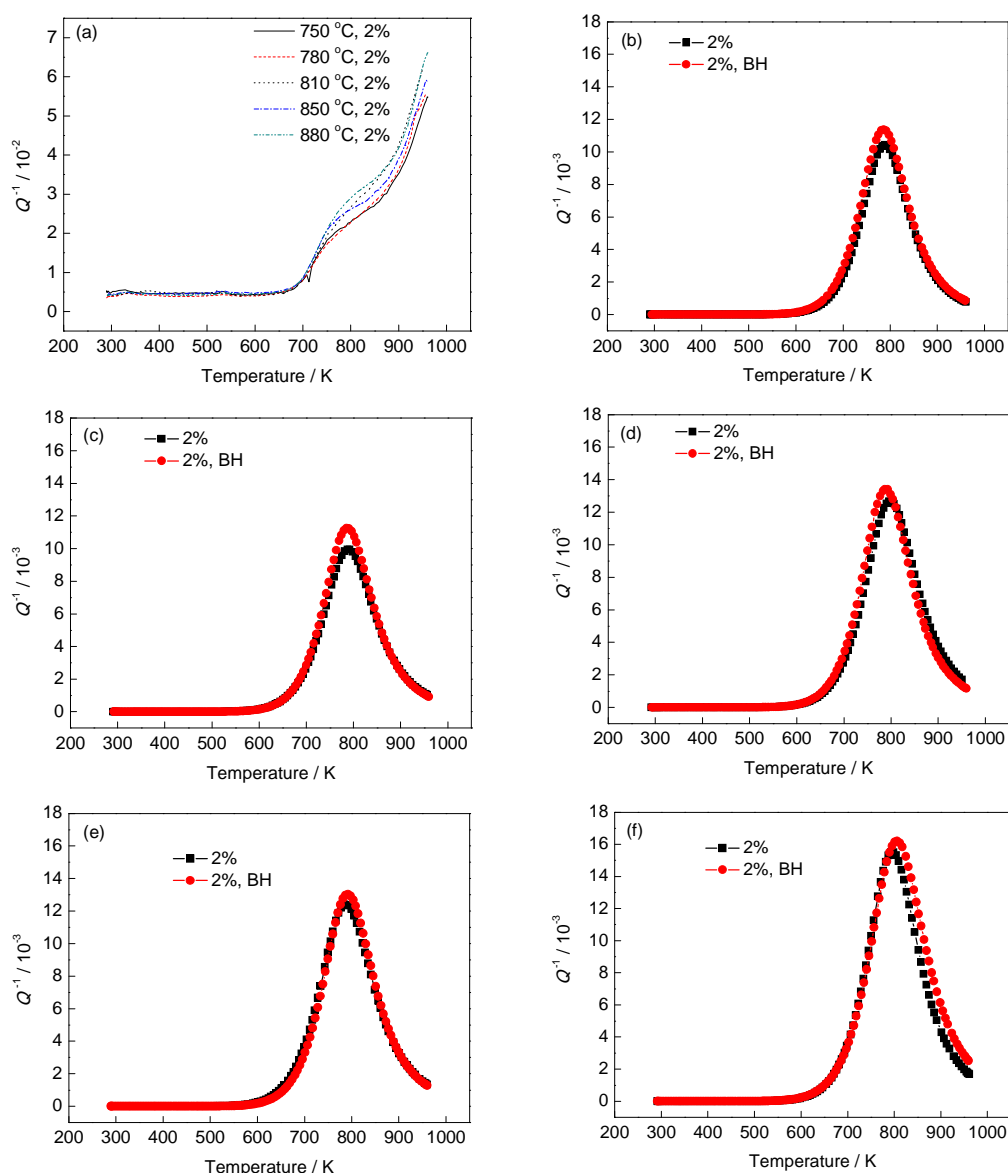 (a)
750 °C, 2%
780 °C, 2%
810 °C, 2%
850 °C, 2%
880 °C, 2%
7
6
5
4
3
2
1
0
Q⁻¹ / 10⁻²
200 300 400 500 600 700 800 900 1000
Temperature / K
(b)
2%
2%, BH
18
16
14
12
10
8
6
4
2
0
Q⁻¹ / 10⁻³
200 300 400 500 600 700 800 900 1000
Temperature / K
(c)
2%
2%, BH
18
16
14
12
10
8
6
4
2
0
Q⁻¹ / 10⁻³
200 300 400 500 600 700 800 900 1000
Temperature / K
(d)
2%
2%, BH
18
16
14
12
10
8
6
4
2
0
Q⁻¹ / 10⁻³
200 300 400 500 600 700 800 900 1000
Temperature / K
(e)
2%
2%, BH
18
16
14
12
10
8
6
4
2
0
Q⁻¹ / 10⁻³
200 300 400 500 600 700 800 900 1000
Temperature / K
(f)
2%
2%, BH
18
16
14
12
10
8
6
4
2
0
Q⁻¹ / 10⁻³
200 300 400 500 600 700 800 900 1000
Temperature / K